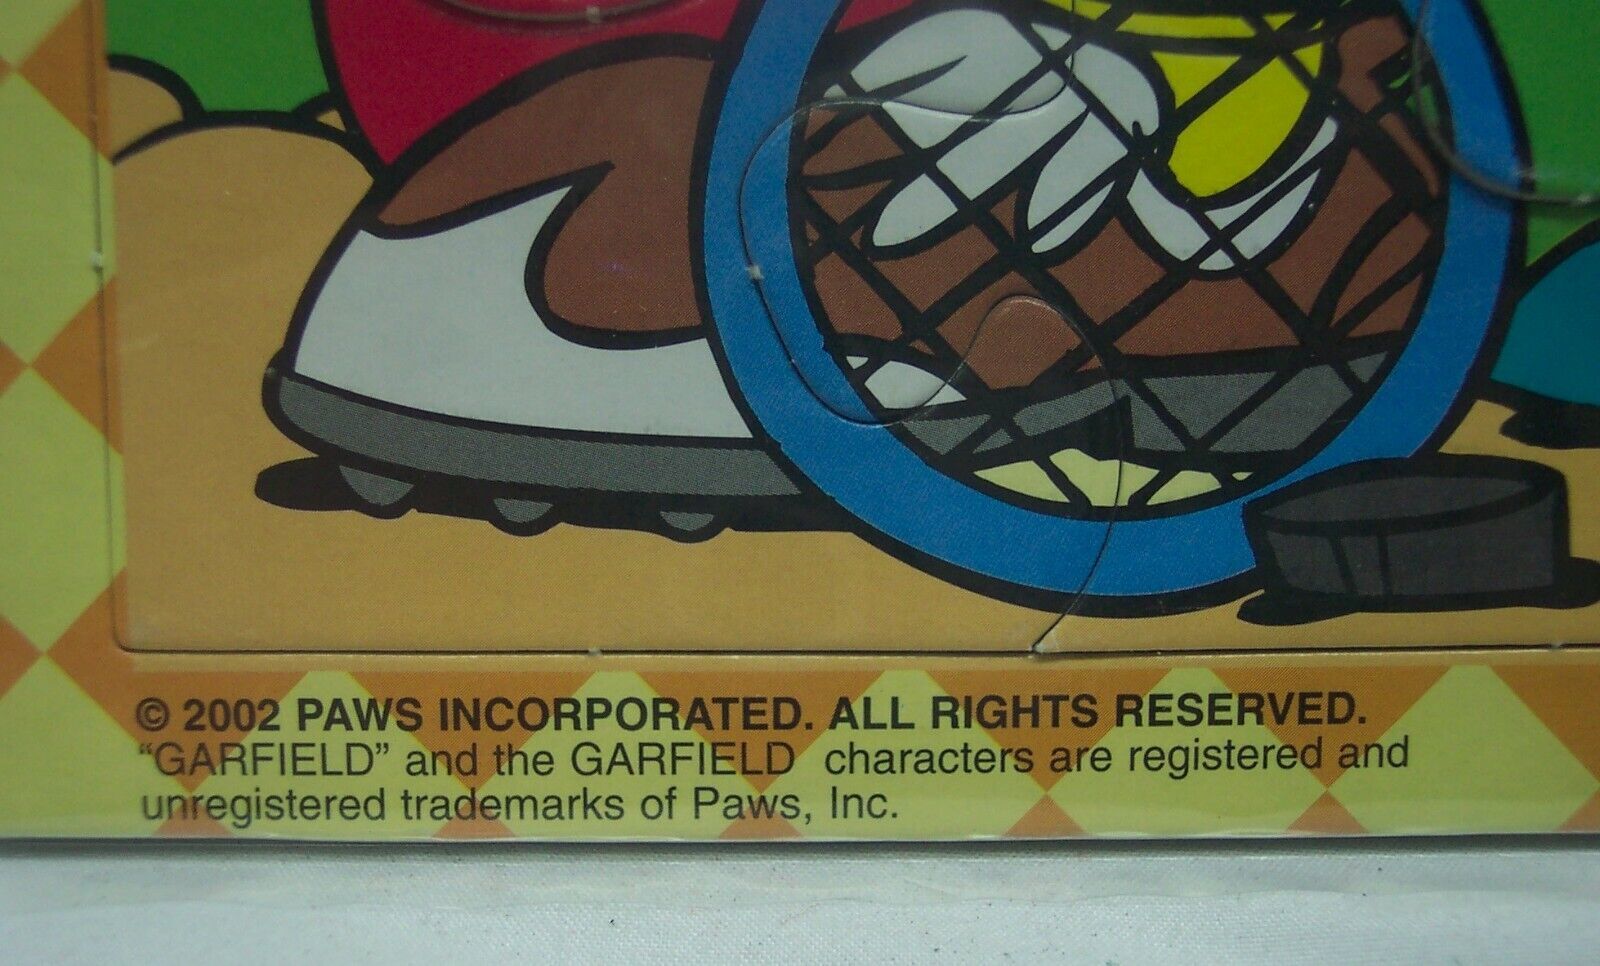 © 2002 PAWS INCORPORATED. ALL RIGHTS RESERVED.
“GARFIELD” and the GARFIELD characters are registered and
unregistered trademarks of Paws, Inc.